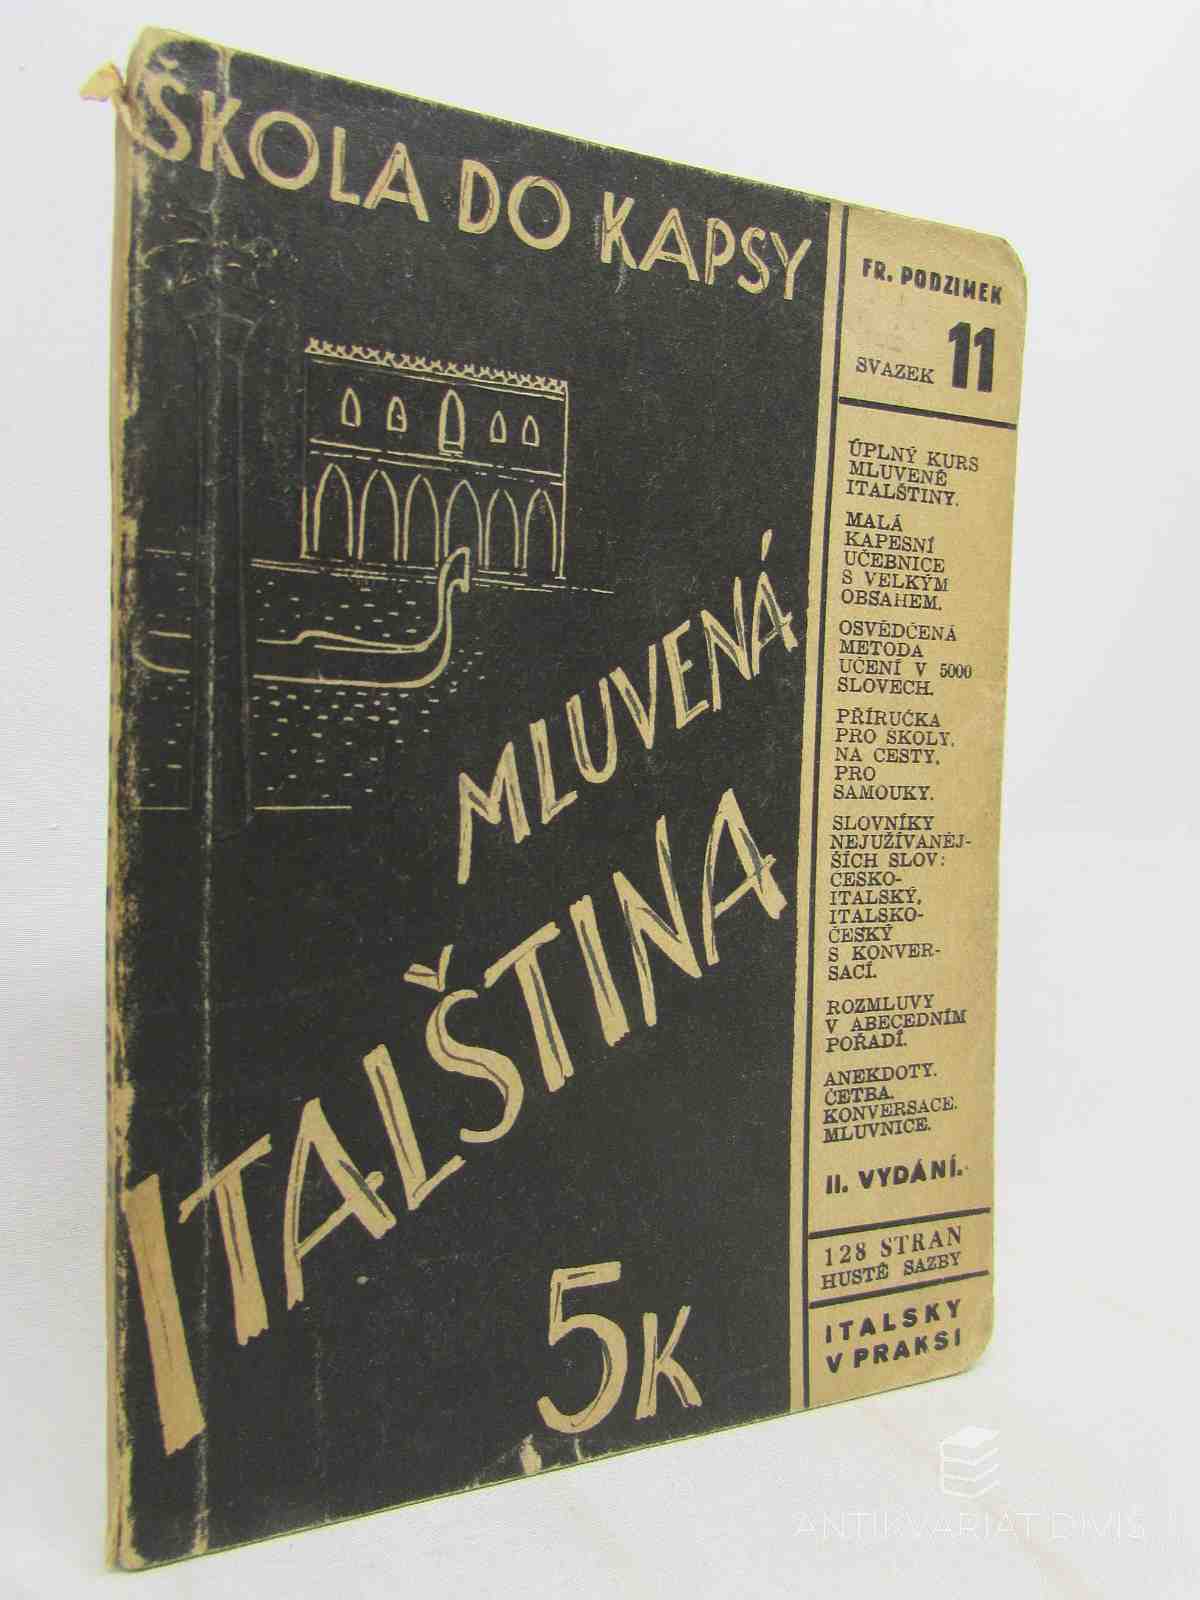 ŠKOLA DO KAPSY
MLUVENÁ
ITALŠTINA
5K
FR. PODZIMEK
SVAZEK 11
ÚPLNÝ KURS
MLUVENÉ
ITALŠTINY.
MALÁ
KAPESNÍ
UČEBNICE
S VELKÝM
OBSAHEM.
OSVĚDČENÁ
METODA
UČENÍ V 5000
SLOVECH.
PŘÍRUČKA
PRO ŠKOLY,
NA CESTY,
PRO
SAMOUKY.
SLOVNÍKY
NEJUŽÍVANĚJ-
ŠÍCH SLOV:
ČESKO-
ITALSKÝ,
ITALSKO-
ČESKÝ
S KONVER-
SACÍ.
ROZMLUVY
V ABECEDNÍM
POŘADÍ.
ANEKDOTY.
ČETBA.
KONVERSACE.
MLUVNICE.
II. VYDÁNÍ.
128 STRAN
HUSTÉ SAZBY
ITALSKY
V PRAKSI
ANTIKVARIAT DIVIŠ